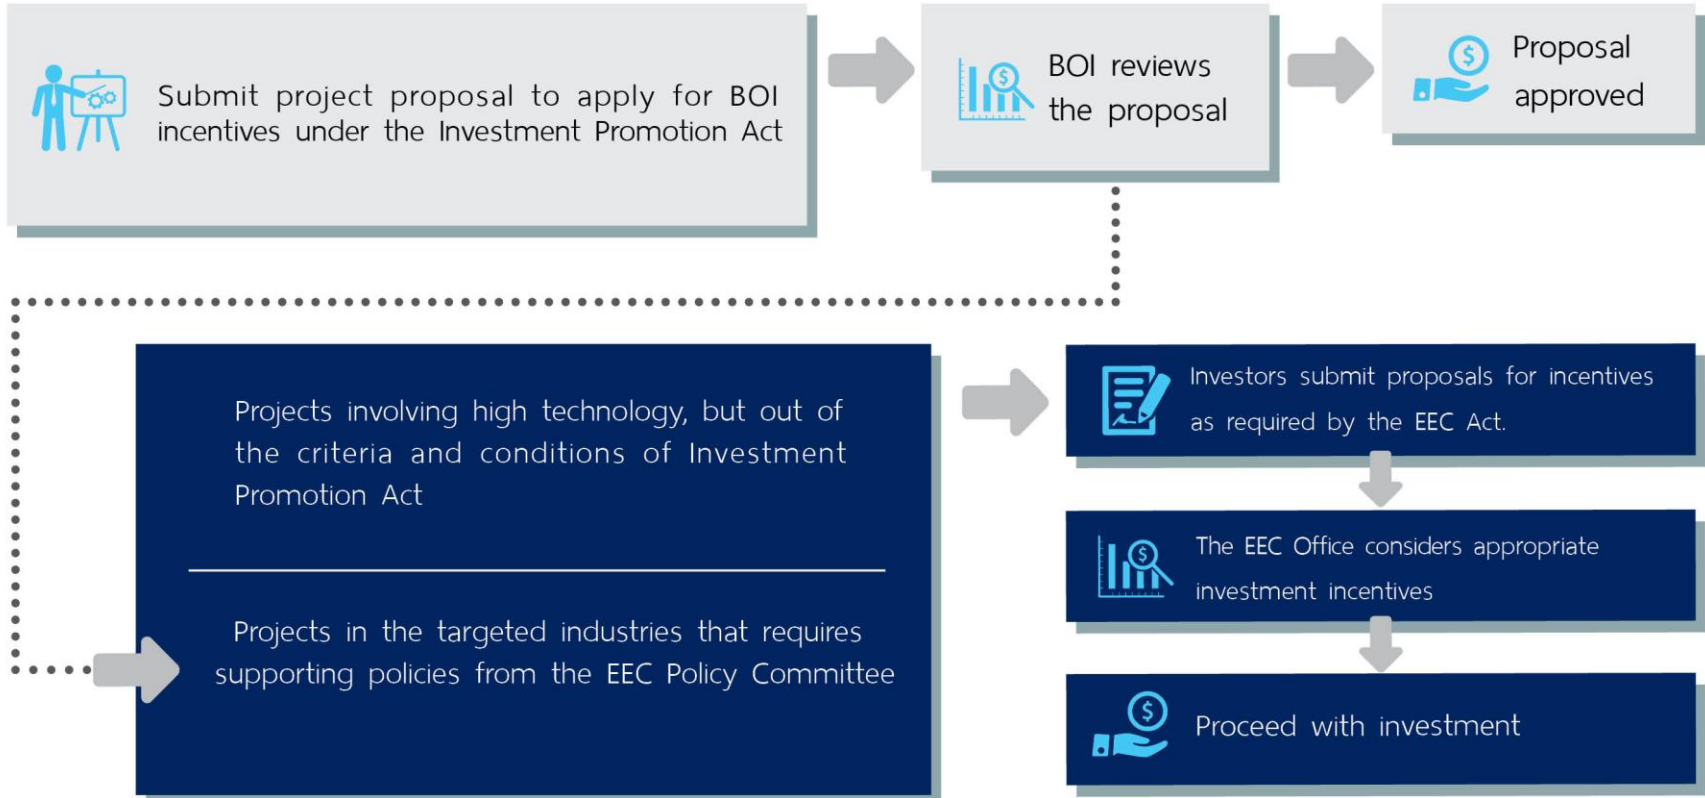 Submit project proposal to apply for BOI
incentives under the Investment Promotion Act
BOI reviews
the proposal
Proposal
approved
Projects involving high technology, but out of
the criteria and conditions of Investment
Promotion Act
Projects in the targeted industries that requires
supporting policies from the EEC Policy Committee
Investors submit proposals for incentives
as required by the EEC Act.
The EEC Office considers appropriate
investment incentives
Proceed with investment